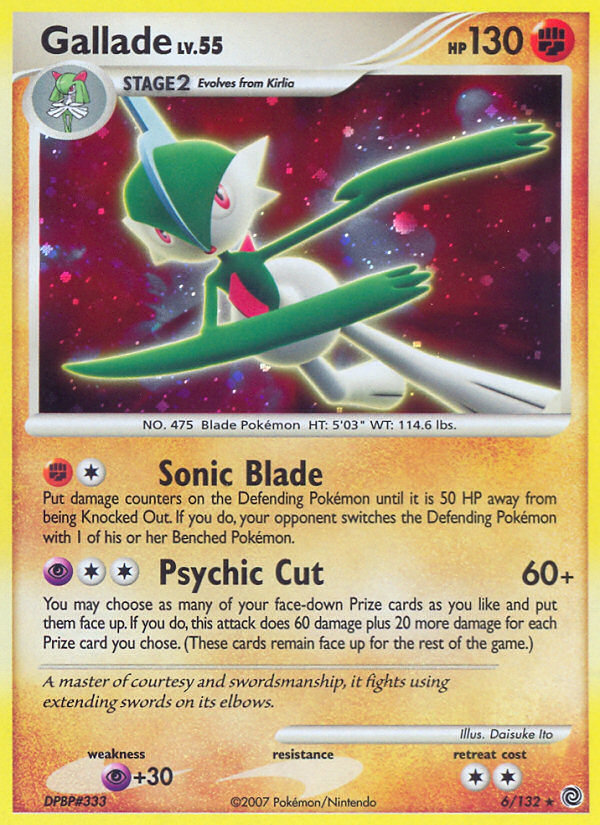 Gallade LV.55 HP 130
STAGE2 Evolves from Kirlia
NO. 475 Blade Pokémon HT: 5'03" WT: 114.6 lbs.
Sonic Blade
Put damage counters on the Defending Pokémon until it is 50 HP away from
being Knocked Out. If you do, your opponent switches the Defending Pokémon
with 1 of his or her Benched Pokémon.
Psychic Cut 60+
You may choose as many of your face-down Prize cards as you like and put
them face up. If you do, this attack does 60 damage plus 20 more damage for each
Prize card you chose. (These cards remain face up for the rest of the game.)
A master of courtesy and swordsmanship, it fights using
extending swords on its elbows.
Illus. Daisuke Ito
weakness resistance retreat cost
+30
DPBP#333 ©2007 Pokémon/Nintendo 6/132 ★